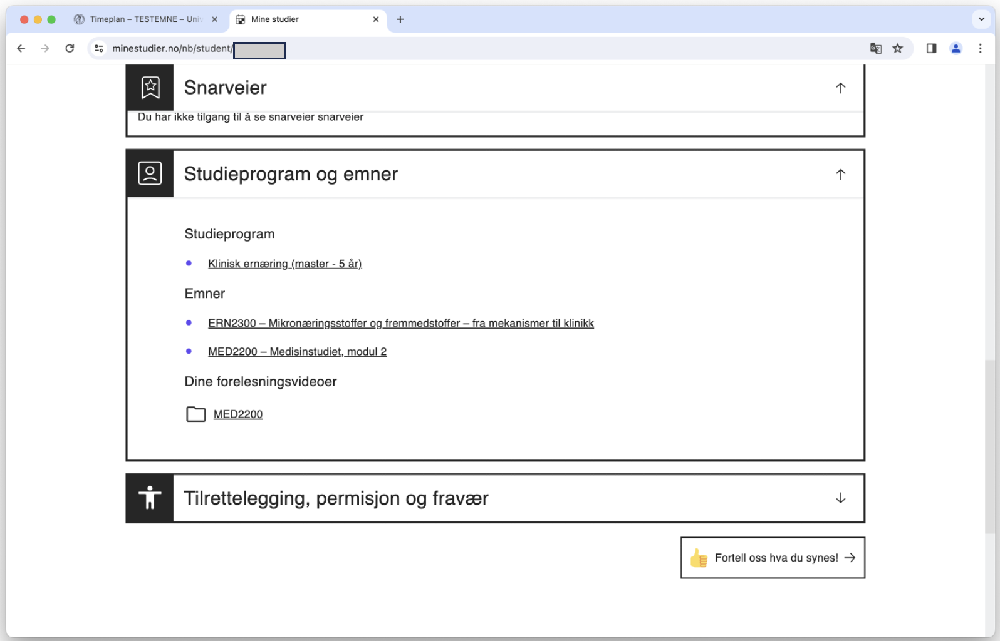 Timeplan – TESTEMNE – Univ
Mine studier
minestudier.no/nb/student/
Snarveier
Du har ikke tilgang til å se snarveier snarveier
Studieprogram og emner
Studieprogram
Klinisk ernæring (master - 5 år)
Emner
ERN2300 – Mikronæringsstoffer og fremmedstoffer – fra mekanismer til klinikk
MED2200 – Medisinstudiet, modul 2
Dine forelesningsvideoer
MED2200
Tilrettelegging, permisjon og fravær
Fortell oss hva du synes!